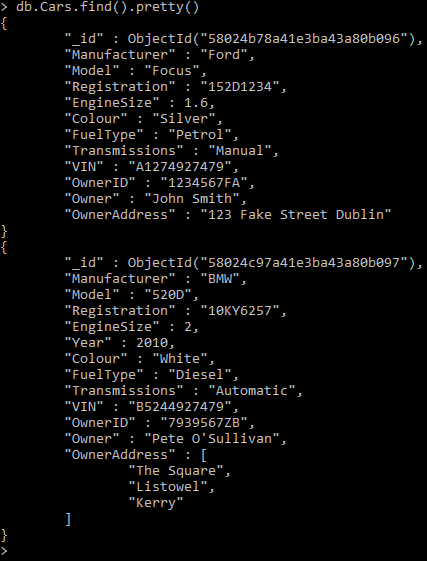 > db.Cars.find().pretty()
{
        "_id" : ObjectId("58024b78a41e3ba43a80b096"),
        "Manufacturer" : "Ford",
        "Model" : "Focus",
        "Registration" : "152D1234",
        "EngineSize" : 1.6,
        "Colour" : "Silver",
        "FuelType" : "Petrol",
        "Transmissions" : "Manual",
        "VIN" : "A1274927479",
        "OwnerID" : "1234567FA",
        "Owner" : "John Smith",
        "OwnerAddress" : "123 Fake Street Dublin"
}
{
        "_id" : ObjectId("58024c97a41e3ba43a80b097"),
        "Manufacturer" : "BMW",
        "Model" : "520D",
        "Registration" : "10KY6257",
        "EngineSize" : 2,
        "Year" : 2010,
        "Colour" : "White",
        "FuelType" : "Diesel",
        "Transmissions" : "Automatic",
        "VIN" : "B5244927479",
        "OwnerID" : "7939567ZB",
        "Owner" : "Pete O'Sullivan",
        "OwnerAddress" : [
                "The Square",
                "Listowel",
                "Kerry"
        ]
}
>